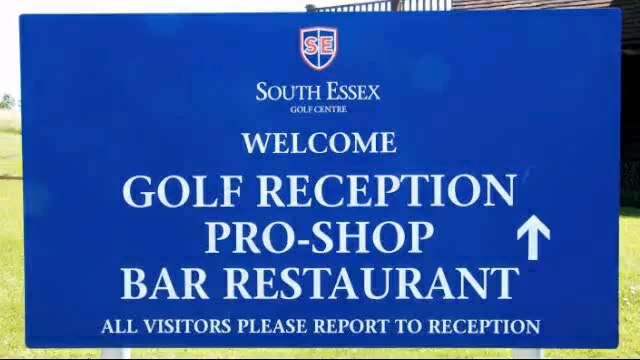 SE
SOUTH ESSEX
GOLF CENTRE
WELCOME
GOLF RECEPTION
PRO-SHOP
BAR RESTAURANT
ALL VISITORS PLEASE REPORT TO RECEPTION